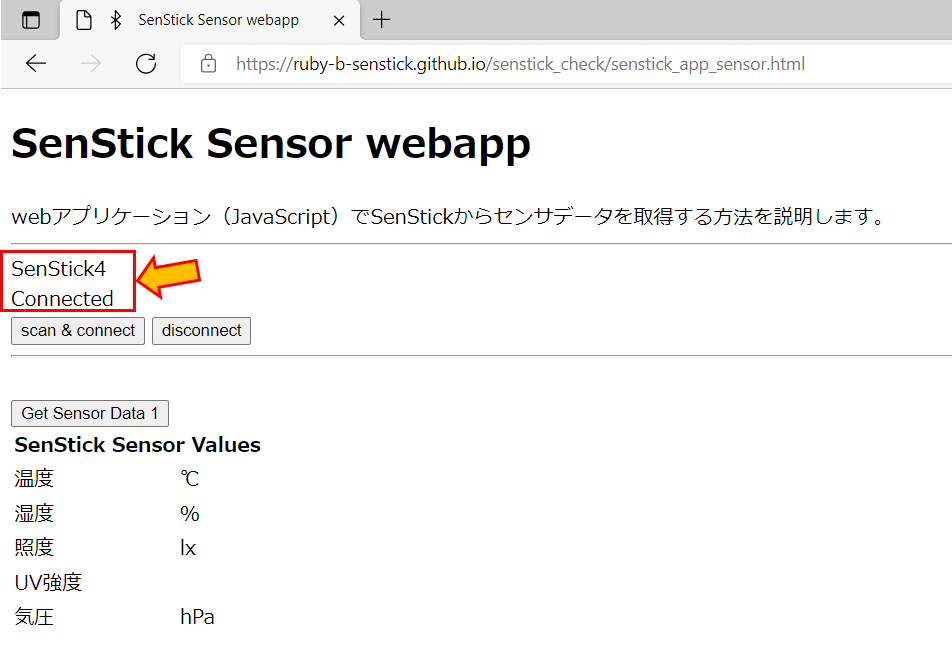 SenStick Sensor webapp
https://ruby-b-senstick.github.io/senstick_check/senstick_app_sensor.html
SenStick Sensor webapp
webアプリケーション（JavaScript）でSenStickからセンサデータを取得する方法を説明します。
SenStick4
Connected
scan & connect disconnect
Get Sensor Data 1
SenStick Sensor Values
温度 ℃
湿度 %
照度 lx
UV強度
気圧 hPa